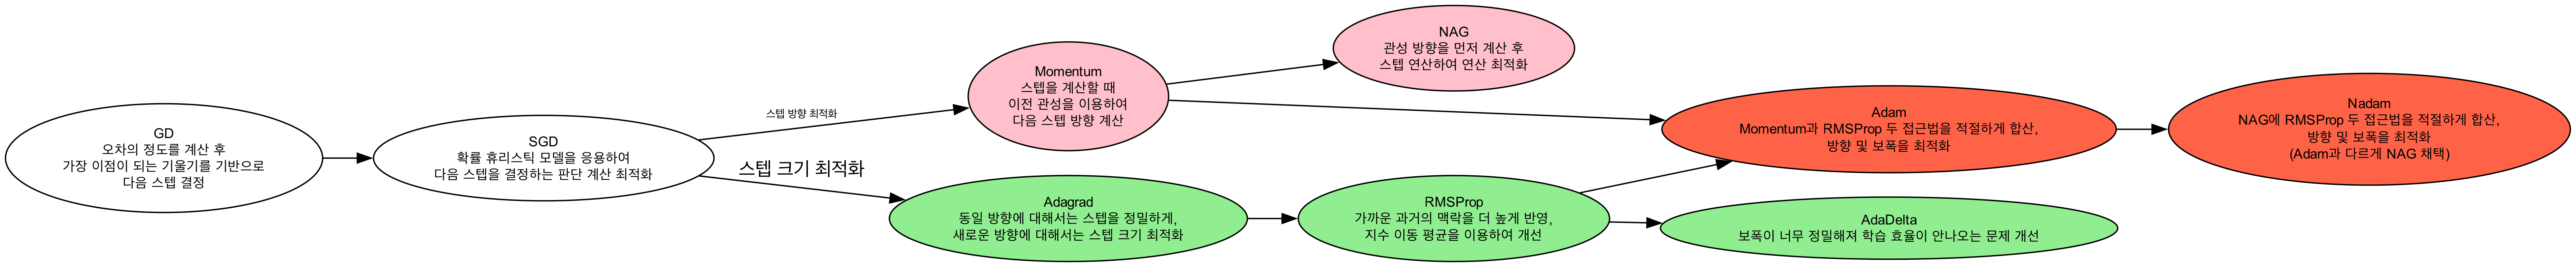 GD
오차의 정도를 계산 후
가장 이점이 되는 기울기를 기반으로
다음 스텝 결정
SGD
확률 휴리스틱 모델을 응용하여
다음 스텝을 결정하는 판단 계산 최적화
스텝 방향 최적화
스텝 크기 최적화
Momentum
스텝을 계산할 때
이전 관성을 이용하여
다음 스텝 방향 계산
Adagrad
동일 방향에 대해서는 스텝을 정밀하게,
새로운 방향에 대해서는 스텝 크기 최적화
NAG
관성 방향을 먼저 계산 후
스텝 연산하여 연산 최적화
RMSProp
가까운 과거의 맥락을 더 높게 반영,
지수 이동 평균을 이용하여 개선
Adam
Momentum과 RMSProp 두 접근법을 적절하게 합산,
방향 및 보폭을 최적화
AdaDelta
보폭이 너무 정밀해져 학습 효율이 안나오는 문제 개선
Nadam
NAG에 RMSProp 두 접근법을 적절하게 합산,
방향 및 보폭을 최적화
(Adam과 다르게 NAG 채택)